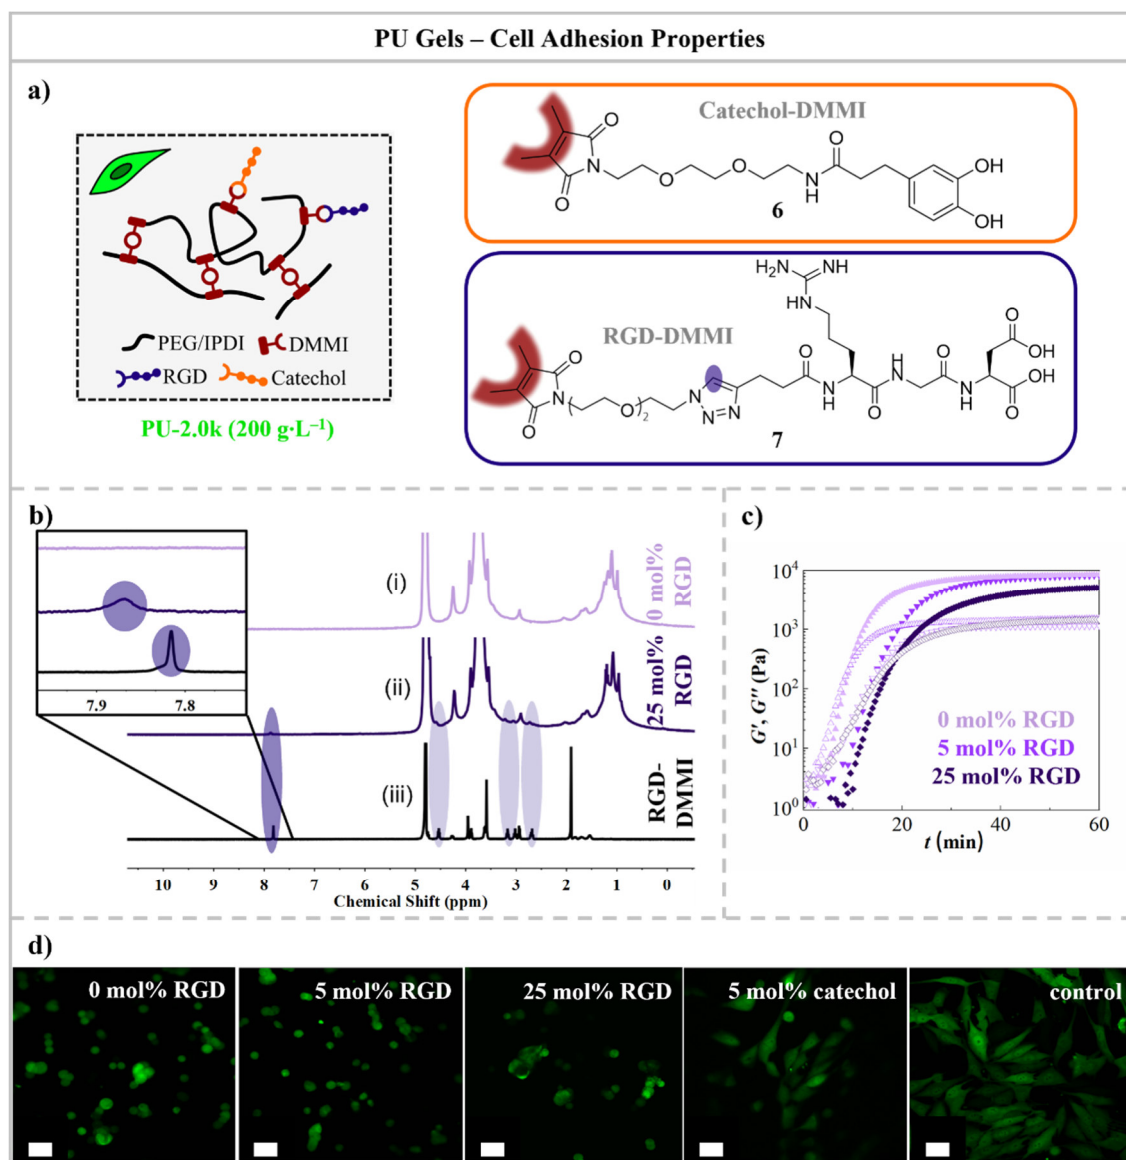 PU Gels – Cell Adhesion Properties
a)
PEG/IPDI
DMMI
RGD
Catechol
PU-2.0k (200 g·L⁻¹)
Catechol-DMMI
O
N
O
O
O
N
H
O
OH
OH
6
RGD-DMMI
H₂N
NH
HN
O
N
O
O
2
N
N=N
O
N
H
O
H
N
O
N
H
O
OH
O
OH
7
b)
(i)
0 mol% RGD
(ii)
25 mol% RGD
(iii)
RGD-DMMI
7.9
7.8
10
9
8
7
6
5
4
3
2
1
0
Chemical Shift (ppm)
c)
10⁴
10³
10²
10¹
10⁰
G′, G″ (Pa)
0 mol% RGD
5 mol% RGD
25 mol% RGD
0
20
40
60
t (min)
d)
0 mol% RGD
5 mol% RGD
25 mol% RGD
5 mol% catechol
control